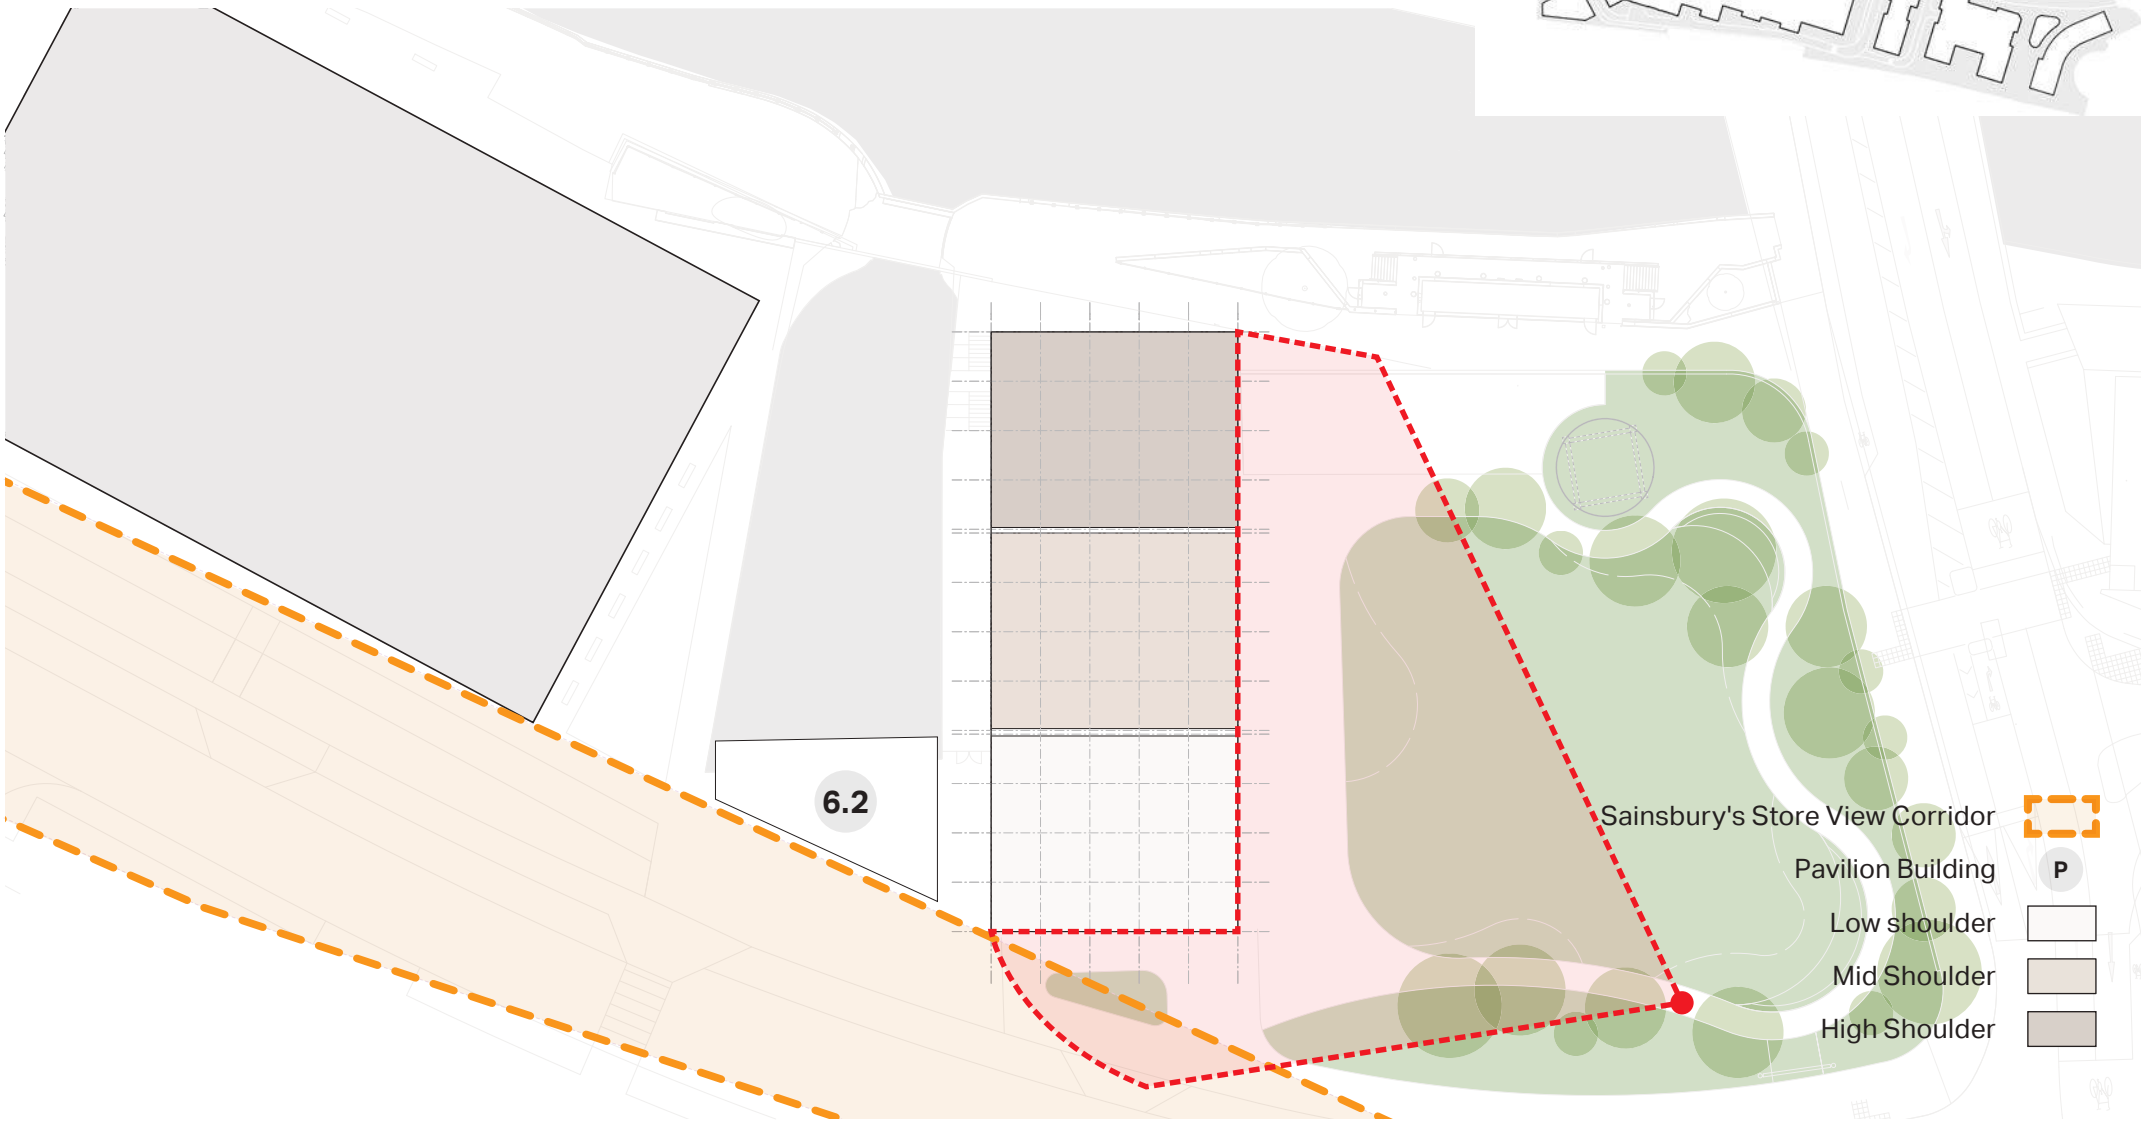 6.2
Sainsbury's Store View Corridor
Pavilion Building P
Low shoulder
Mid Shoulder
High Shoulder